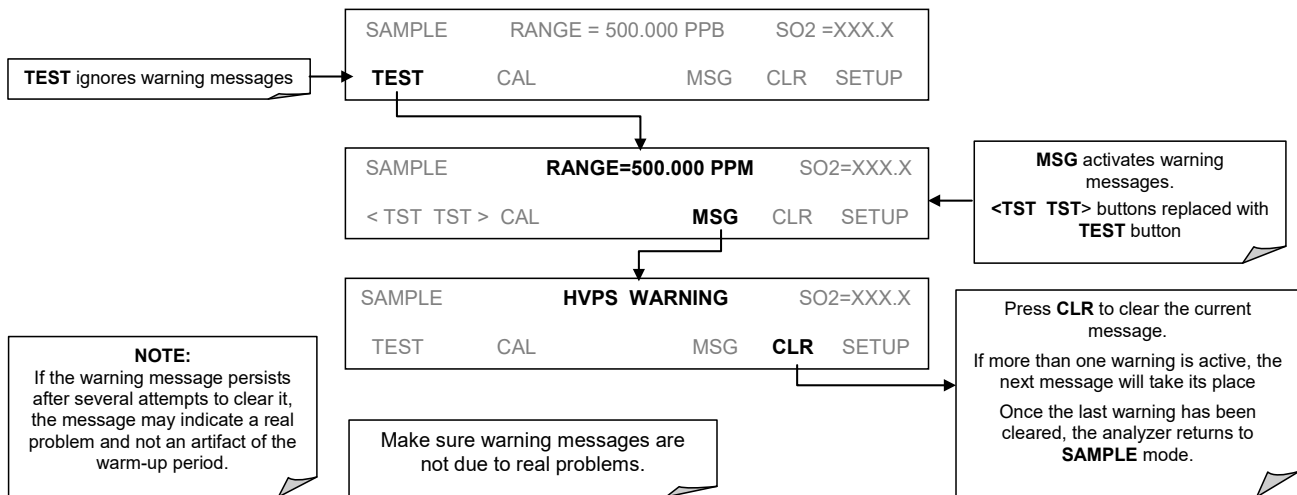 SAMPLE RANGE = 500.000 PPB SO2 =XXX.X
TEST ignores warning messages
TEST CAL MSG CLR SETUP
SAMPLE RANGE=500.000 PPM SO2=XXX.X
< TST TST > CAL MSG CLR SETUP
MSG activates warning
messages.
<TST TST> buttons replaced with
TEST button
SAMPLE HVPS WARNING SO2=XXX.X
TEST CAL MSG CLR SETUP
Press CLR to clear the current
message.
If more than one warning is active, the
next message will take its place
Once the last warning has been
cleared, the analyzer returns to
SAMPLE mode.
NOTE:
If the warning message persists
after several attempts to clear it,
the message may indicate a real
problem and not an artifact of the
warm-up period.
Make sure warning messages are
not due to real problems.